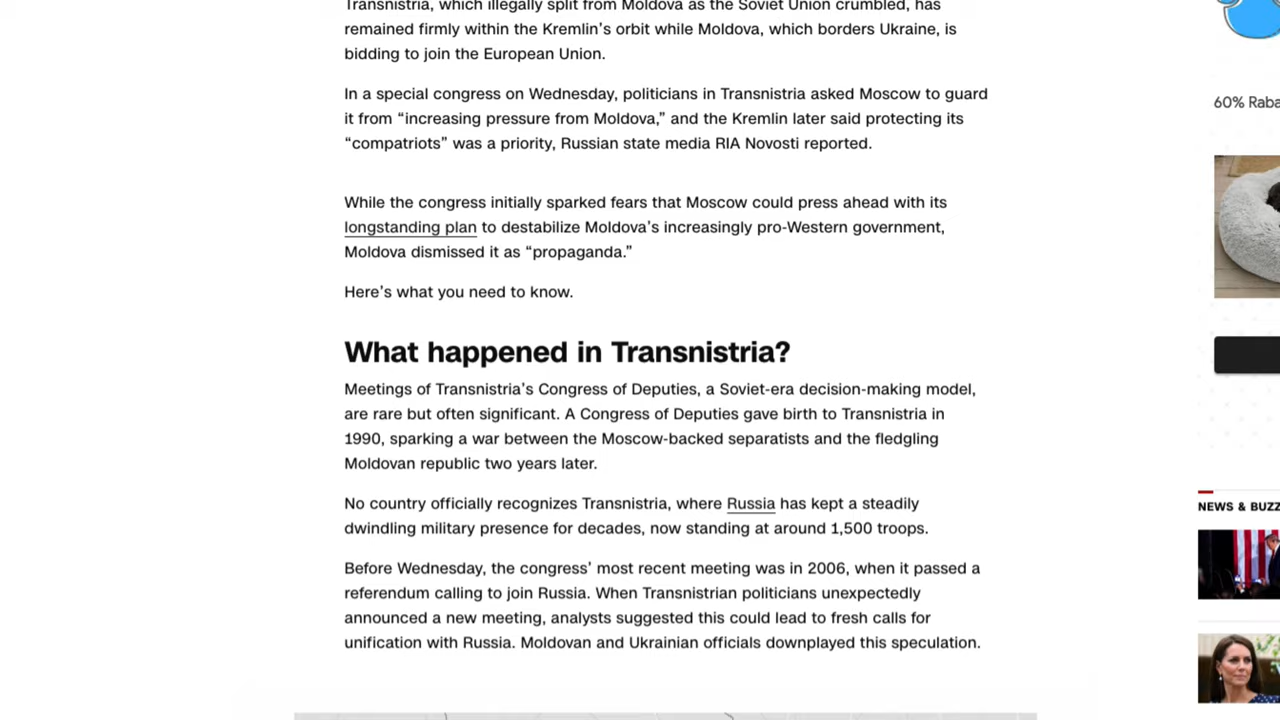 Transnistria, which illegally split from Moldova as the Soviet Union crumbled, has
remained firmly within the Kremlin’s orbit while Moldova, which borders Ukraine, is
bidding to join the European Union.
In a special congress on Wednesday, politicians in Transnistria asked Moscow to guard
it from “increasing pressure from Moldova,” and the Kremlin later said protecting its
“compatriots” was a priority, Russian state media RIA Novosti reported.
While the congress initially sparked fears that Moscow could press ahead with its
longstanding plan to destabilize Moldova’s increasingly pro-Western government,
Moldova dismissed it as “propaganda.”
Here’s what you need to know.
What happened in Transnistria?
Meetings of Transnistria’s Congress of Deputies, a Soviet-era decision-making model,
are rare but often significant. A Congress of Deputies gave birth to Transnistria in
1990, sparking a war between the Moscow-backed separatists and the fledgling
Moldovan republic two years later.
No country officially recognizes Transnistria, where Russia has kept a steadily
dwindling military presence for decades, now standing at around 1,500 troops.
Before Wednesday, the congress’ most recent meeting was in 2006, when it passed a
referendum calling to join Russia. When Transnistrian politicians unexpectedly
announced a new meeting, analysts suggested this could lead to fresh calls for
unification with Russia. Moldovan and Ukrainian officials downplayed this speculation.
60% Raba
NEWS & BUZZ